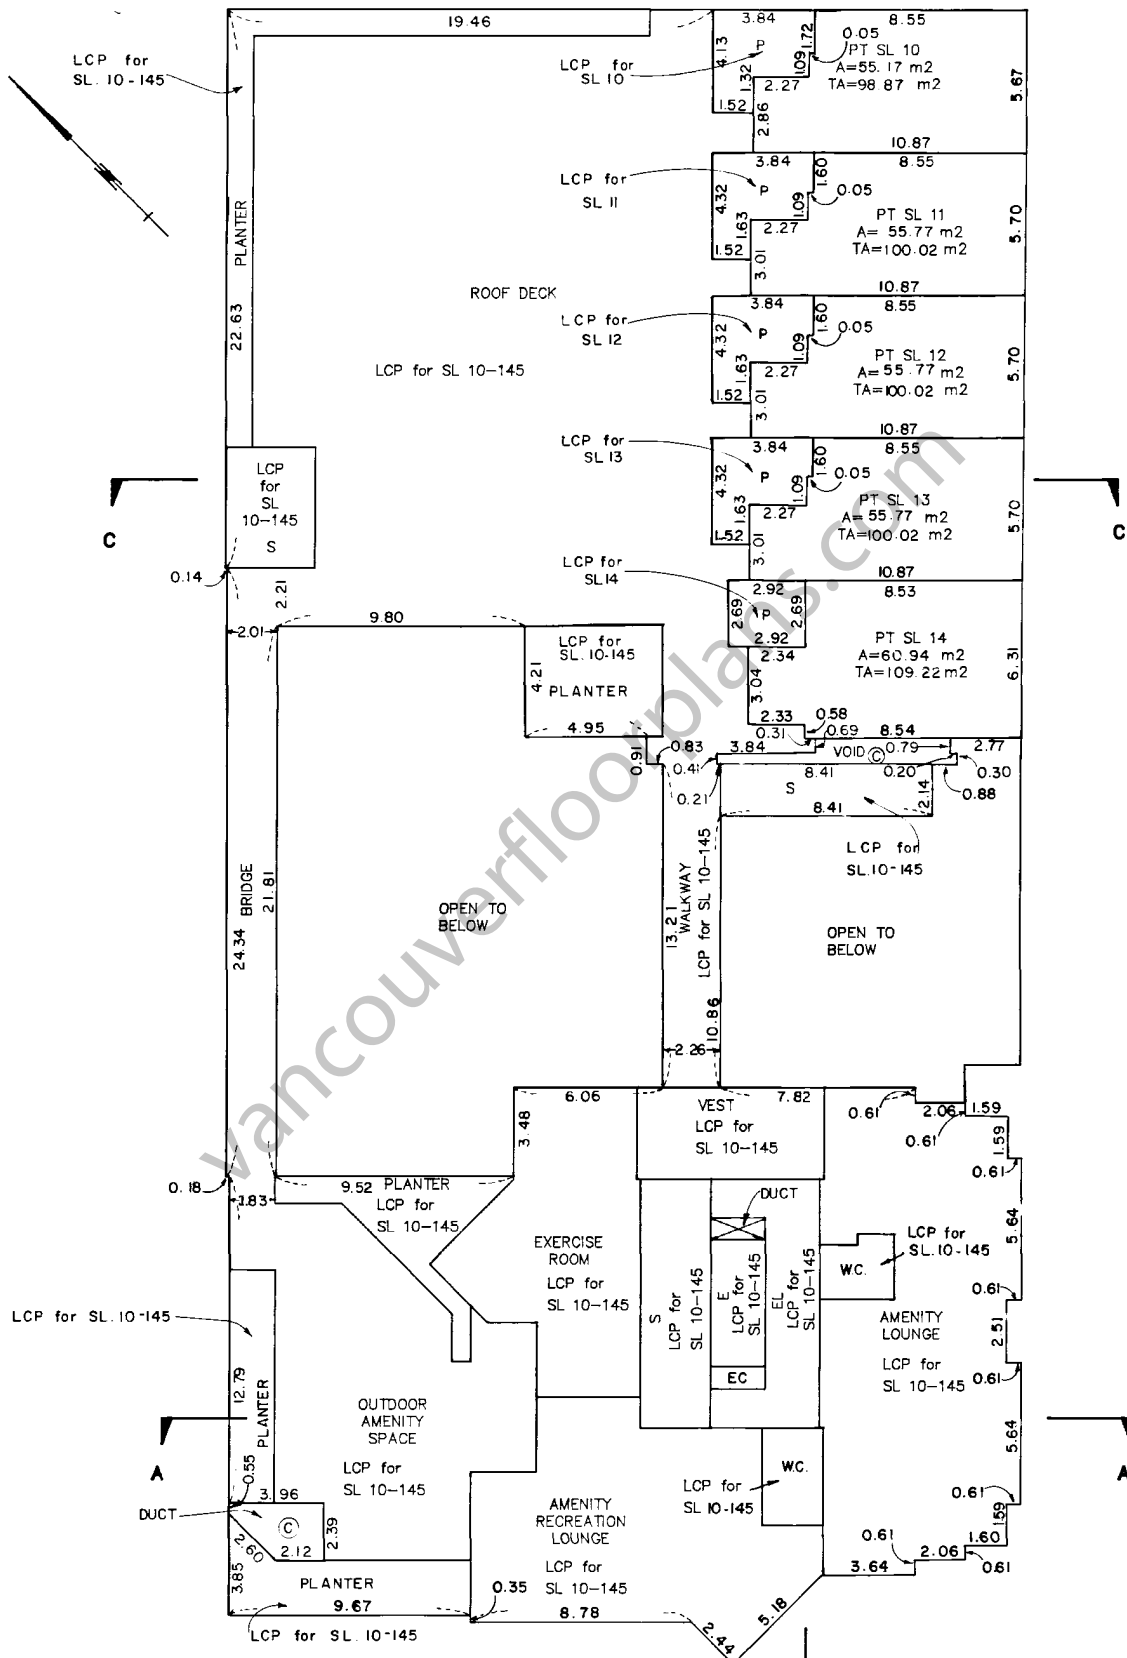 19.46
3.84
8.55
LCP for
SL. 10-145
LCP for
SL 10
4.13
P
1.72
0.05
PT SL 10
A=55.17 m2
TA=98.87 m2
1.32
1.09
2.27
1.52
2.86
5.67
10.87
3.84
8.55
LCP for
SL 11
4.32
P
1.60
0.05
1.09
PT SL 11
A= 55.77 m2
TA=100.02 m2
1.63
2.27
1.52
3.01
5.70
10.87
PLANTER
22.63
ROOF DECK
LCP for SL 10-145
3.84
8.55
LCP for
SL 12
4.32
P
1.60
0.05
1.09
PT SL 12
A= 55.77 m2
TA=100.02 m2
1.63
2.27
1.52
3.01
5.70
10.87
3.84
8.55
LCP for
SL 13
4.32
P
1.60
0.05
1.09
PT SL 13
A= 55.77 m2
TA=100.02 m2
1.63
2.27
1.52
3.01
5.70
10.87
LCP
for
SL
10-145
S
C
C
0.14
2.21
2.01
9.80
LCP for
SL14
2.92
8.53
2.69
P
2.69
2.92
2.34
PT SL 14
A=60.94 m2
TA=109.22 m2
3.04
6.31
2.33
0.58
0.31
0.69
8.54
LCP for
SL. 10-145
PLANTER
4.21
4.95
0.91
0.83
0.41
3.84
VOID
C
0.79
2.77
0.20
0.30
0.88
0.21
8.41
S
2.14
8.41
LCP for
SL.10-145
BRIDGE
24.34
21.81
OPEN TO
BELOW
13.21
WALKWAY
LCP for SL 10-145
10.86
2.26
OPEN TO
BELOW
6.06
VEST
LCP for
SL 10-145
7.82
0.61
2.06
1.59
0.61
1.59
0.61
3.48
0.18
1.83
9.52
PLANTER
LCP for
SL 10-145
DUCT
EXERCISE
ROOM
LCP for
SL 10-145
S
LCP for
SL 10-145
E
LCP for
SL 10-145
EL
LCP for
SL 10-145
EC
W.C.
LCP for
SL.10-145
5.64
0.61
2.51
0.61
AMENITY
LOUNGE
LCP for
SL 10-145
5.64
LCP for SL. 10-145
12.79
PLANTER
OUTDOOR
AMENITY
SPACE
LCP for
SL 10-145
A
A
0.55
3.96
DUCT
C
2.39
2.60
2.12
3.85
PLANTER
9.67
LCP for SL. 10-145
W.C.
LCP for
SL 10-145
AMENITY
RECREATION
LOUNGE
LCP for
SL 10-145
0.35
8.78
2.44
5.18
0.61
1.59
1.60
0.61
2.06
0.61
3.64
vancouverfloorplans.com